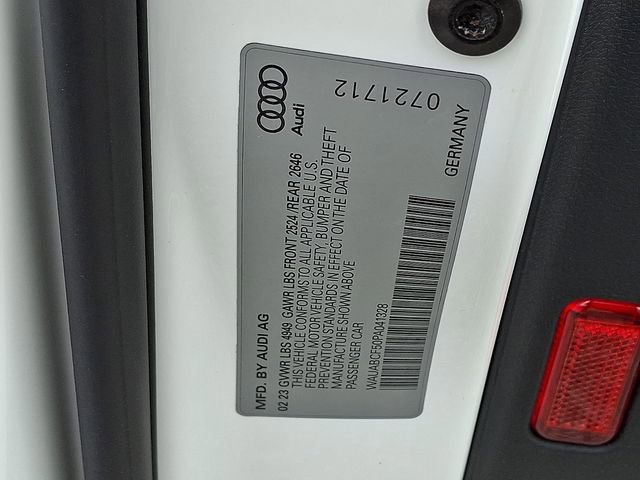 Audi
0721712
MFD. BY AUDI AG
02 23 GVWR LBS 4949 GAWR LBS FRONT 2524 /REAR 2646
THIS VEHICLE CONFORMS TO ALL APPLICABLE U.S.
FEDERAL MOTOR VEHICLE SAFETY, BUMPER AND THEFT
PREVENTION STANDARDS IN EFFECT ON THE DATE OF
MANUFACTURE SHOWN ABOVE
PASSENGER CAR
WAUABCF50PA041328
GERMANY